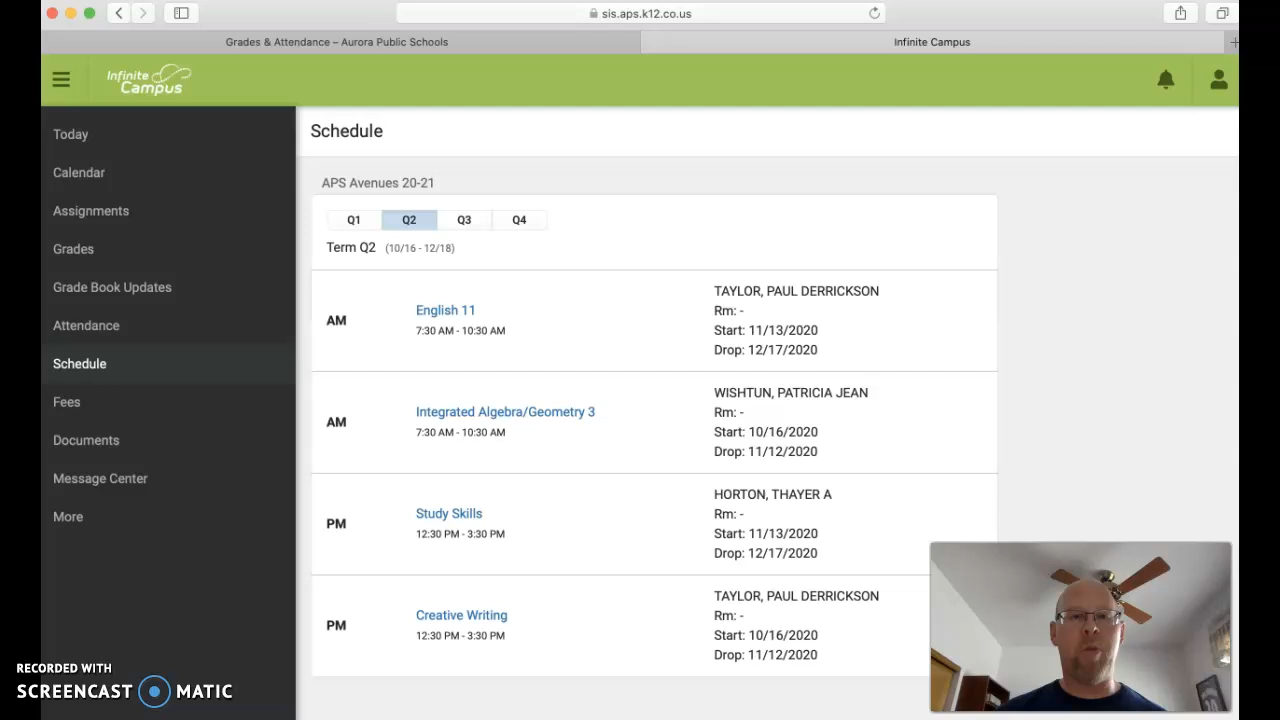 sis.aps.k12.co.us
Grades & Attendance – Aurora Public Schools
Infinite Campus
Infinite
Campus
Today
Calendar
Assignments
Grades
Grade Book Updates
Attendance
Schedule
Fees
Documents
Message Center
More
Schedule
APS Avenues 20-21
Q1 Q2 Q3 Q4
Term Q2 (10/16 - 12/18)
AM
English 11
7:30 AM - 10:30 AM
TAYLOR, PAUL DERRICKSON
Rm: -
Start: 11/13/2020
Drop: 12/17/2020
AM
Integrated Algebra/Geometry 3
7:30 AM - 10:30 AM
WISHTUN, PATRICIA JEAN
Rm: -
Start: 10/16/2020
Drop: 11/12/2020
PM
Study Skills
12:30 PM - 3:30 PM
HORTON, THAYER A
Rm: -
Start: 11/13/2020
Drop: 12/17/2020
PM
Creative Writing
12:30 PM - 3:30 PM
TAYLOR, PAUL DERRICKSON
Rm: -
Start: 10/16/2020
Drop: 11/12/2020
RECORDED WITH
SCREENCAST MATIC